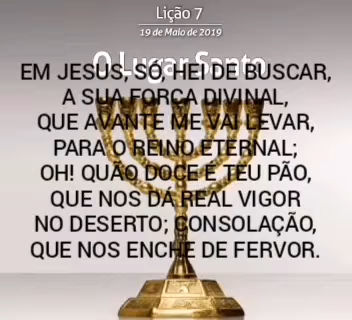 Lição 7
19 de Maio de 2019
O Lugar Santo
EM JESUS, SÓ, HEI DE BUSCAR,
A SUA FORÇA DIVINAL,
QUE AVANTE ME VAI LEVAR,
PARA O REINO ETERNAL;
OH! QUÃO DOCE É TEU PÃO,
QUE NOS DÁ REAL VIGOR
NO DESERTO; CONSOLAÇÃO,
QUE NOS ENCHE DE FERVOR.